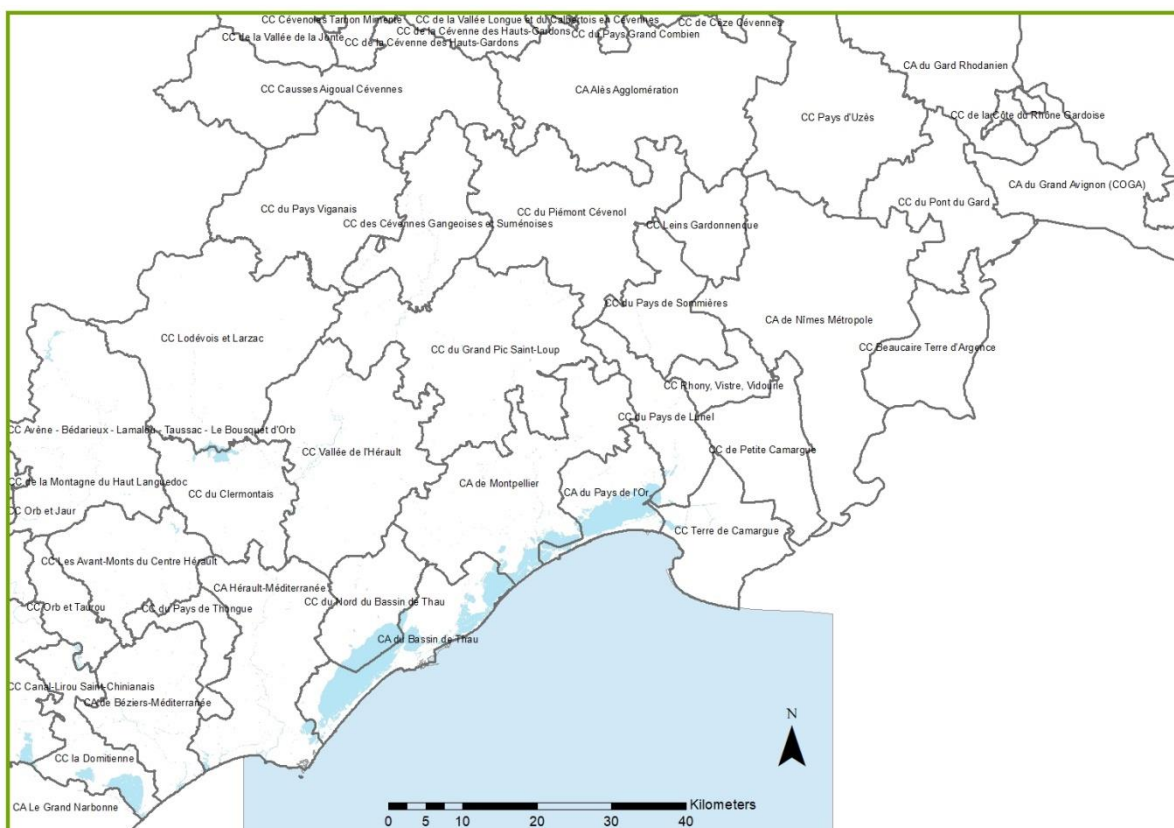 CC Cévenoles Tarnon Mimente
CC de la Vallée Longue et du Calbertois en Cévennes
CC de Cèze Cévennes
CC de la Vallée de la Jonte
CC de la Cévenne des Hauts-Gardons
CC de la Cévenne des Hauts-Gardons
CC du Pays Grand Combien
CA du Gard Rhodanien
CC Causses Aigoual Cévennes
CA Alès Agglomération
CC Pays d'Uzès
CC de la Côte du Rhône Gardoise
CA du Grand Avignon (COGA)
CC du Pays Viganais
CC des Cévennes Gangeoises et Suménoises
CC du Piémont Cévenol
CC Leins Gardonnenque
CC du Pont du Gard
CC du Pays de Sommières
CA de Nîmes Métropole
CC Lodévois et Larzac
CC du Grand Pic Saint-Loup
CC Beaucaire Terre d'Argence
CC Rhony, Vistre, Vidourle
CC Avène - Bédarieux - Lamalou - Taussac - Le Bousquet d'Orb
CC du Pays de Lunel
CC Vallée de l'Hérault
CC de Petite Camargue
CC de la Montagne du Haut Languedoc
CC du Clermontais
CA de Montpellier
CA du Pays de l'Or
CC Orb et Jaur
CC Terre de Camargue
CC Les Avant-Monts du Centre Hérault
CA Hérault-Méditerranée
CC du Nord du Bassin de Thau
CC Orb et Taurou
CC du Pays de Thongue
CA du Bassin de Thau
CC Canal-Lirou Saint-Chinianais
CA de Béziers-Méditerranée
CC la Domitienne
CA Le Grand Narbonne
N
Kilometers
0 5 10 20 30 40